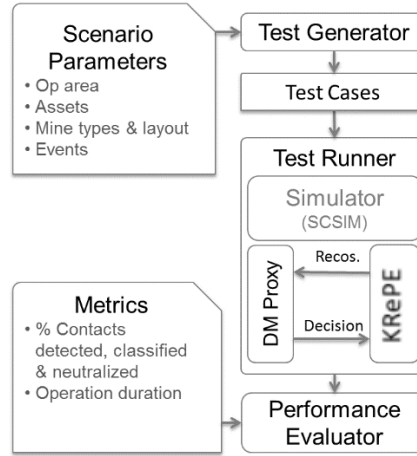 Scenario
Parameters
• Op area
• Assets
• Mine types & layout
• Events
Test Generator
Test Cases
Test Runner
Simulator
(SCSIM)
DM Proxy
Recos.
Decision
KRePE
Metrics
• % Contacts
detected, classified
& neutralized
• Operation duration
Performance
Evaluator